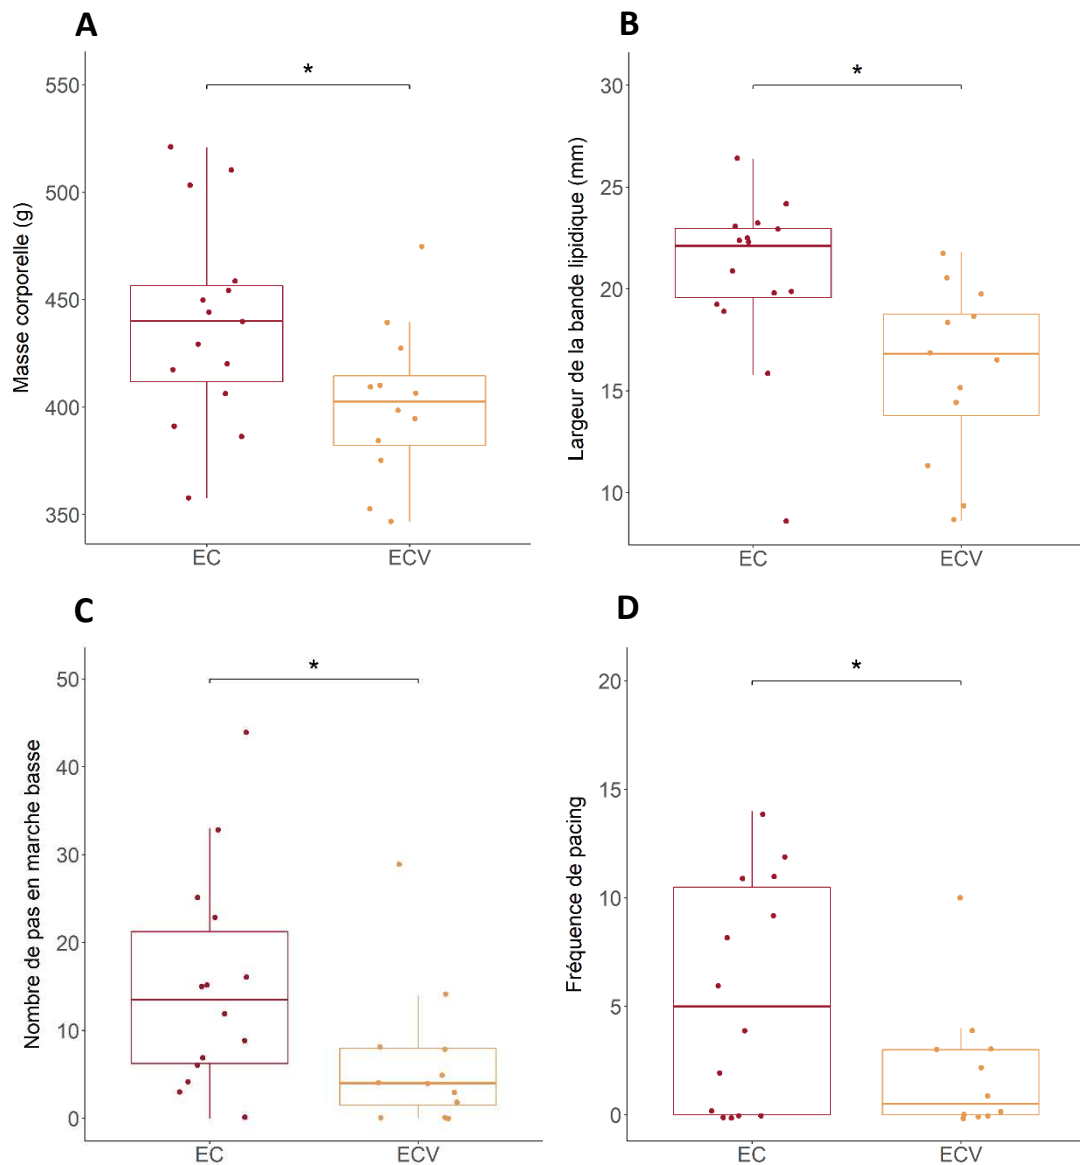 A
*
Masse corporelle (g)
550
500
450
400
350
EC ECV
B
*
Largeur de la bande lipidique (mm)
30
25
20
15
10
EC ECV
C
*
Nombre de pas en marche basse
50
40
30
20
10
0
EC ECV
D
*
Fréquence de pacing
20
15
10
5
0
EC ECV